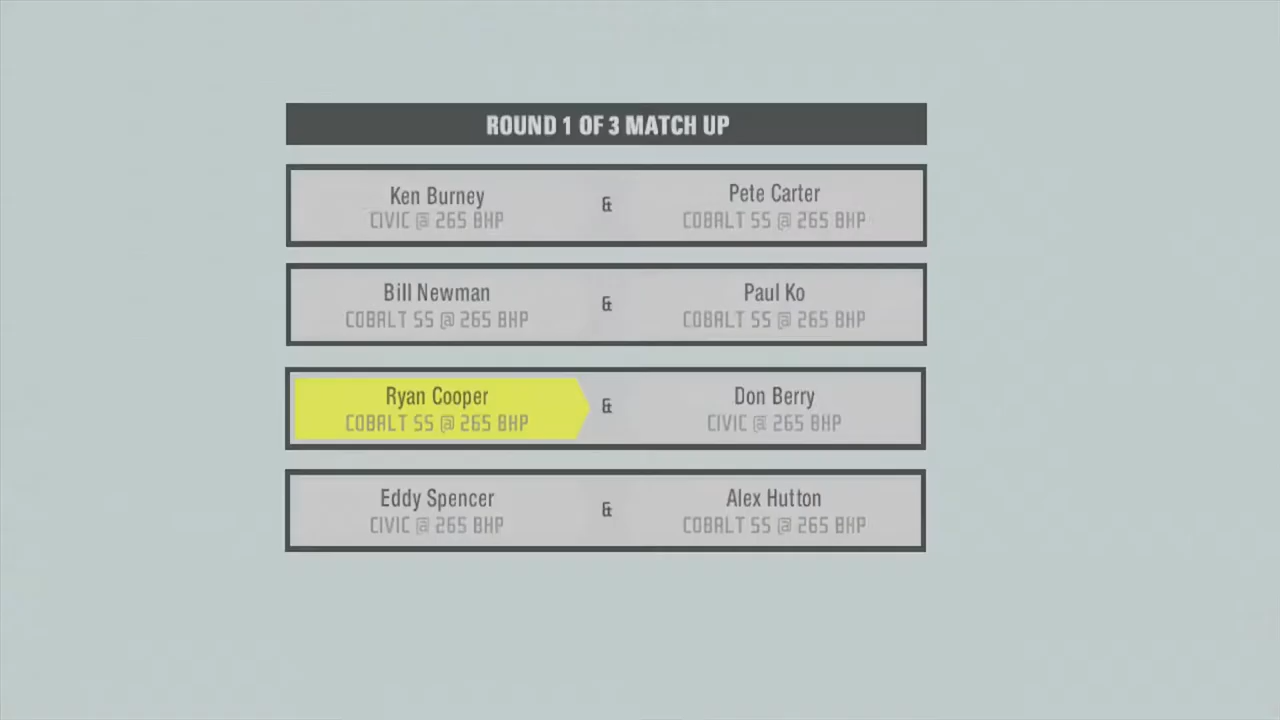 ROUND 1 OF 3 MATCH UP
Ken Burney & Pete Carter
CIVIC @ 265 BHP COBALT SS @ 265 BHP
Bill Newman & Paul Ko
COBALT SS @ 265 BHP COBALT SS @ 265 BHP
Ryan Cooper & Don Berry
COBALT SS @ 265 BHP CIVIC @ 265 BHP
Eddy Spencer & Alex Hutton
CIVIC @ 265 BHP COBALT SS @ 265 BHP